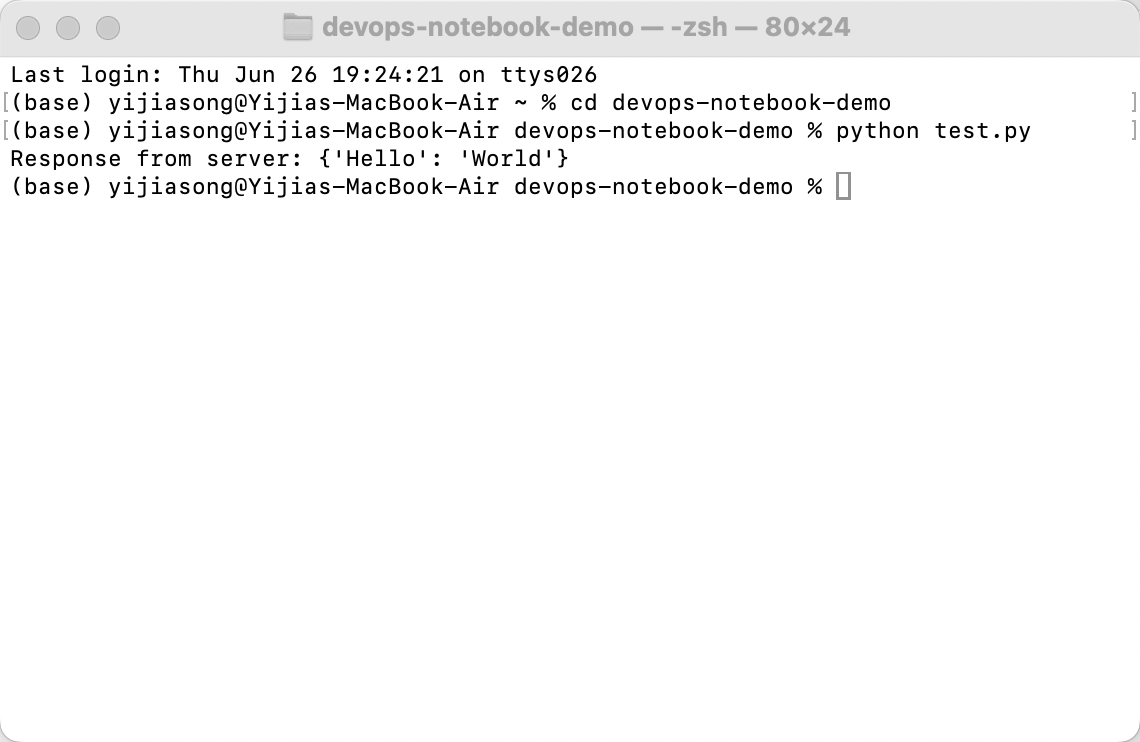 devops-notebook-demo — -zsh — 80×24
Last login: Thu Jun 26 19:24:21 on ttys026
[(base) yijiasong@Yijias-MacBook-Air ~ % cd devops-notebook-demo ]
[(base) yijiasong@Yijias-MacBook-Air devops-notebook-demo % python test.py ]
Response from server: {'Hello': 'World'}
(base) yijiasong@Yijias-MacBook-Air devops-notebook-demo %